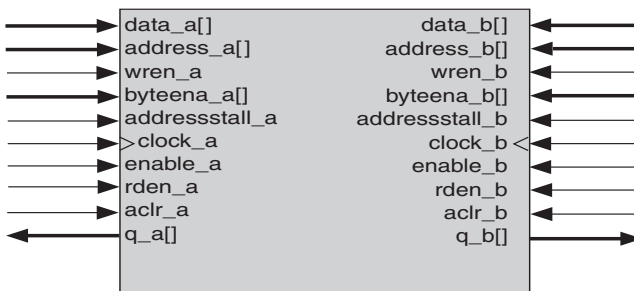 data_a[] data_b[]
address_a[] address_b[]
wren_a wren_b
byteena_a[] byteena_b[]
addressstall_a addressstall_b
clock_a clock_b
enable_a enable_b
rden_a rden_b
aclr_a aclr_b
q_a[] q_b[]